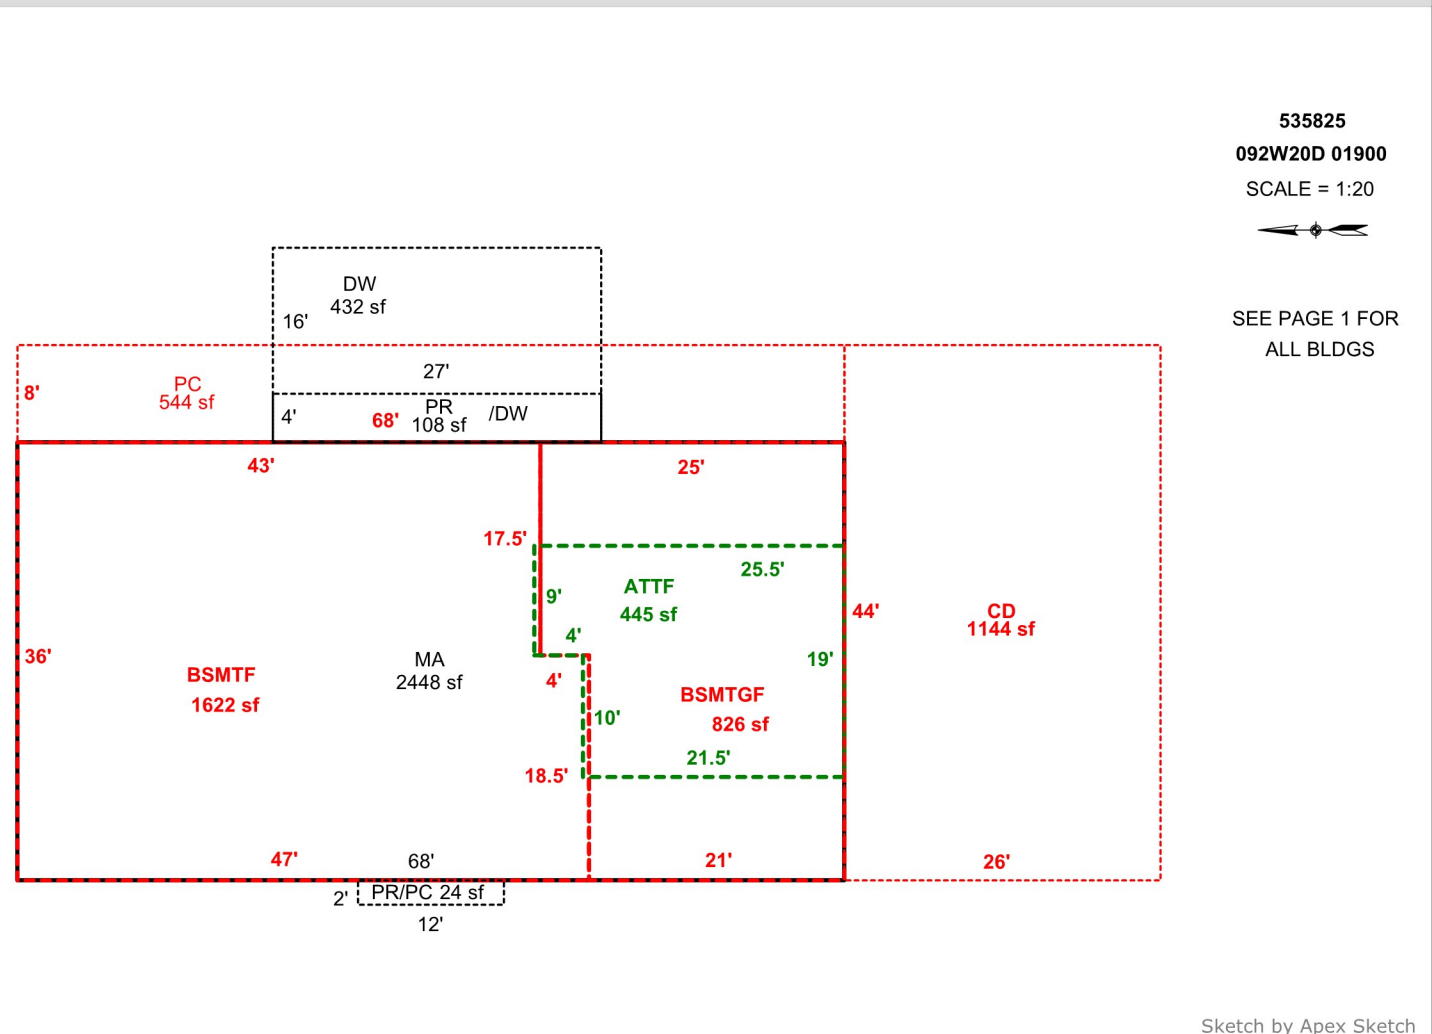 535825
092W20D 01900
SCALE = 1:20
SEE PAGE 1 FOR
ALL BLDGS
DW
432 sf
16'
27'
PC
544 sf
8'
4'
68'
PR
108 sf
/DW
43'
25'
17.5'
25.5'
9'
ATTF
445 sf
4'
44'
CD
1144 sf
36'
BSMTF
1622 sf
MA
2448 sf
19'
4'
BSMTGF
826 sf
10'
21.5'
18.5'
47'
68'
21'
26'
2'
PR/PC 24 sf
12'
Sketch by Apex Sketch